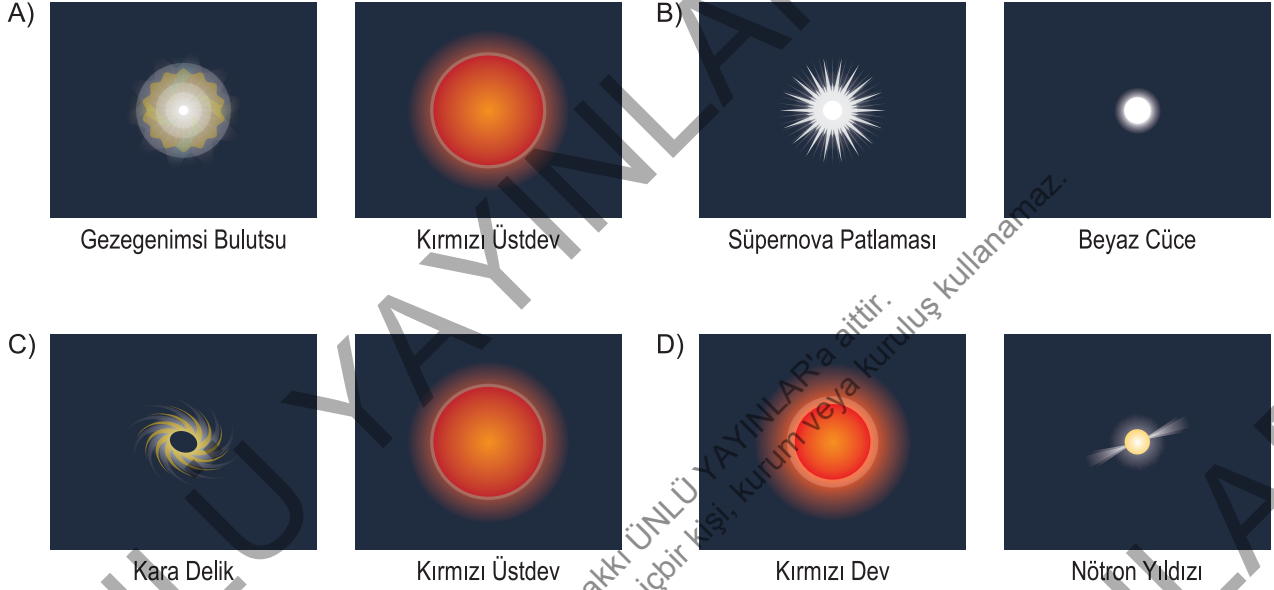 A)
B)
Gezegenimsi Bulutsu
Kırmızı Üstdev
Süpernova Patlaması
Beyaz Cüce
C)
D)
Kara Delik
Kırmızı Üstdev
Kırmızı Dev
Nötron Yıldızı
YAYINLAR
ÜNLÜ YAYINLAR'a aittir.
kişi, kurum veya kuruluş kullanamaz.